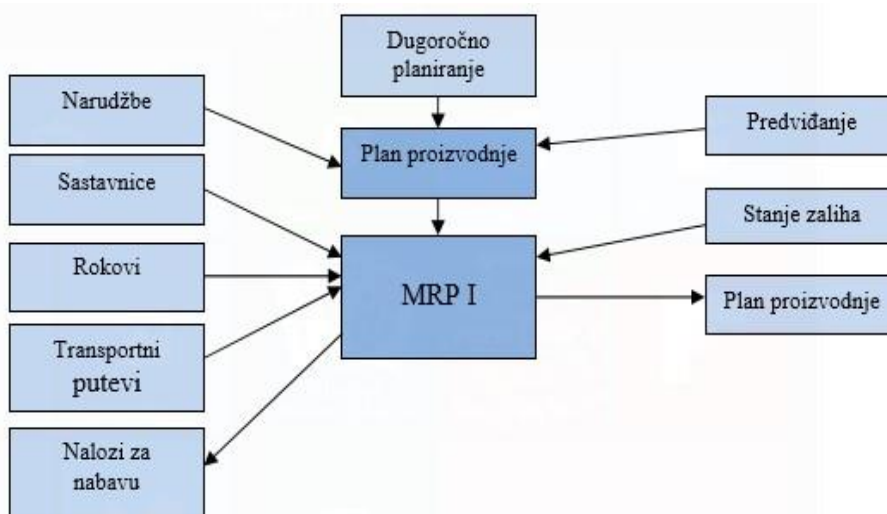 Dugoročno
planiranje
Narudžbe
Predviđanje
Plan proizvodnje
Sastavnice
Stanje zaliha
Rokovi
MRP I
Plan proizvodnje
Transportni
putevi
Nalozi za
nabavu